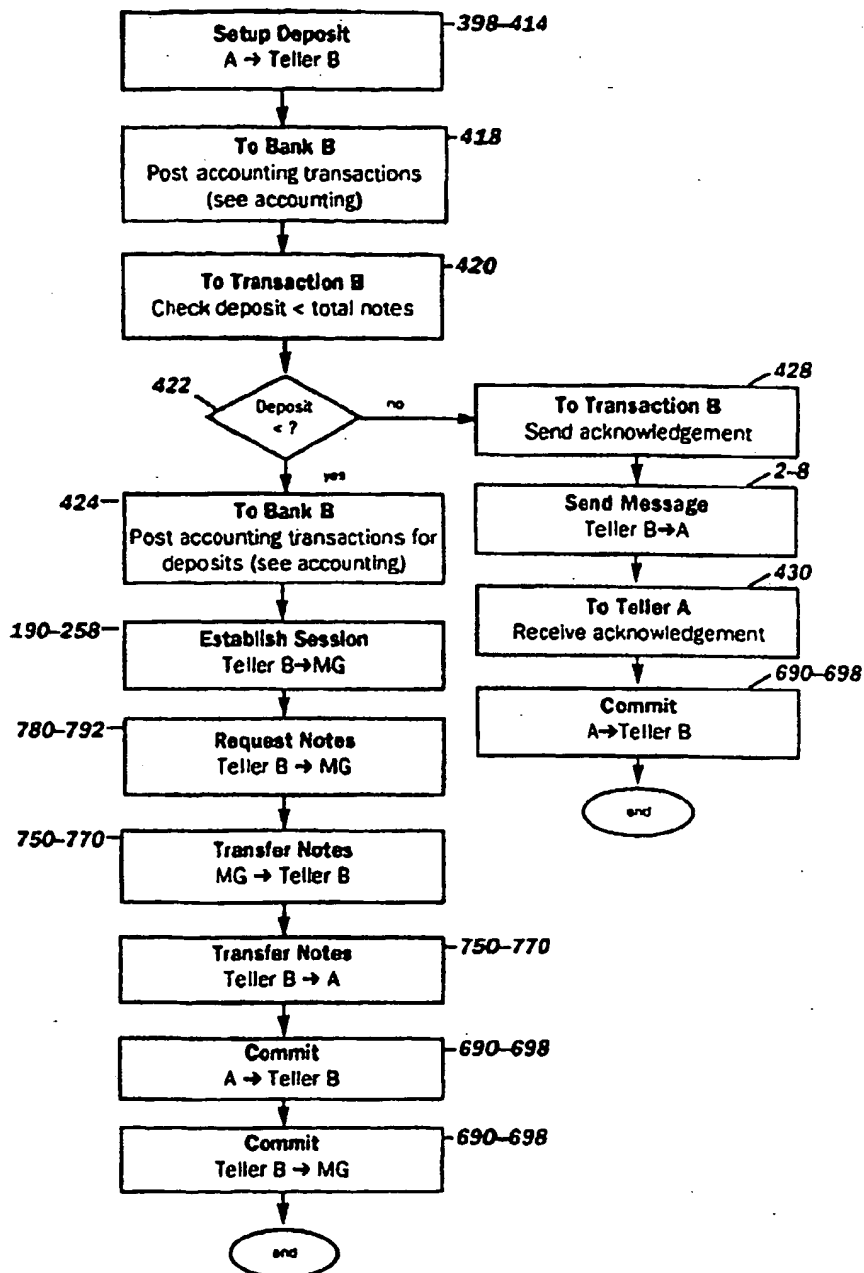 Setup Deposit
A → Teller B
398–414
To Bank B
Post accounting transactions
(see accounting)
418
To Transaction B
Check deposit < total notes
420
422
Deposit
< ?
no
yes
428
To Transaction B
Send acknowledgement
2–8
Send Message
Teller B→A
430
To Teller A
Receive acknowledgement
690–698
Commit
A→Teller B
end
424
To Bank B
Post accounting transactions for
deposits (see accounting)
190–258
Establish Session
Teller B→MG
780–792
Request Notes
Teller B → MG
750–770
Transfer Notes
MG → Teller B
Transfer Notes
Teller B → A
750–770
Commit
A → Teller B
690–698
Commit
Teller B → MG
690–698
end